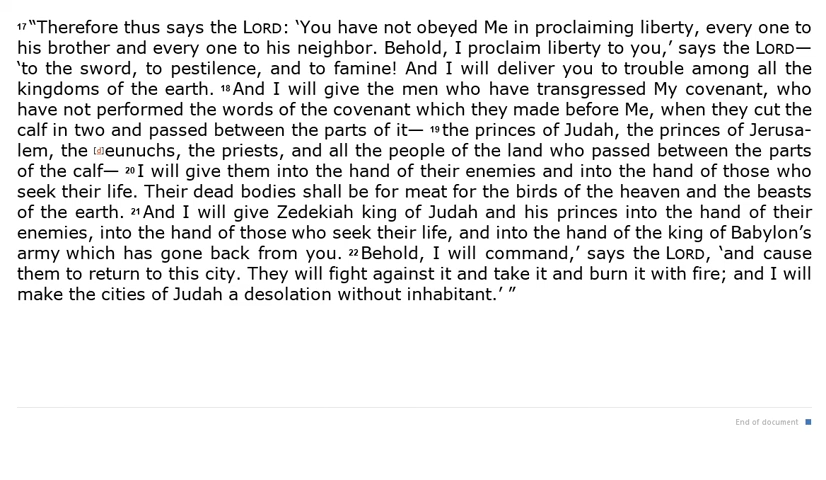 17“Therefore thus says the LORD: ‘You have not obeyed Me in proclaiming liberty, every one to
his brother and every one to his neighbor. Behold, I proclaim liberty to you,’ says the LORD—
‘to the sword, to pestilence, and to famine! And I will deliver you to trouble among all the
kingdoms of the earth. 18 And I will give the men who have transgressed My covenant, who
have not performed the words of the covenant which they made before Me, when they cut the
calf in two and passed between the parts of it— 19 the princes of Judah, the princes of Jerusa-
lem, the [d]eunuchs, the priests, and all the people of the land who passed between the parts
of the calf— 20 I will give them into the hand of their enemies and into the hand of those who
seek their life. Their dead bodies shall be for meat for the birds of the heaven and the beasts
of the earth. 21 And I will give Zedekiah king of Judah and his princes into the hand of their
enemies, into the hand of those who seek their life, and into the hand of the king of Babylon’s
army which has gone back from you. 22 Behold, I will command,’ says the LORD, ‘and cause
them to return to this city. They will fight against it and take it and burn it with fire; and I will
make the cities of Judah a desolation without inhabitant.’ ”
End of document